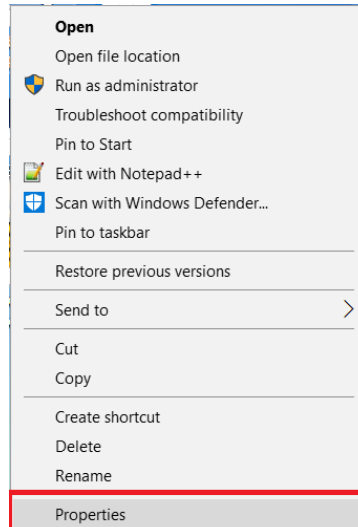 Open
Open file location
Run as administrator
Troubleshoot compatibility
Pin to Start
Edit with Notepad++
Scan with Windows Defender...
Pin to taskbar
Restore previous versions
Send to
Cut
Copy
Create shortcut
Delete
Rename
Properties